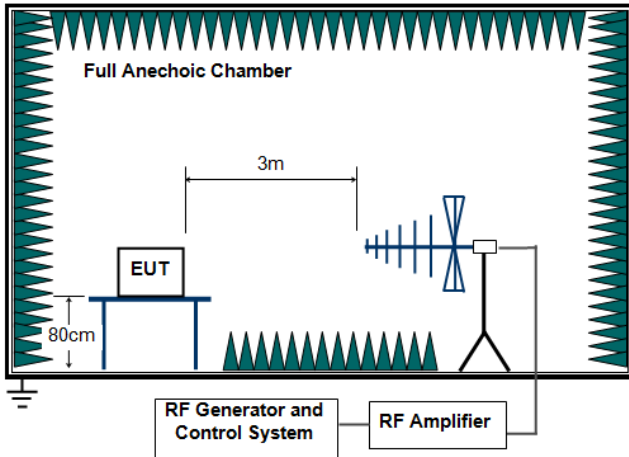 Full Anechoic Chamber
3m
EUT
80cm
RF Generator and
Control System
RF Amplifier